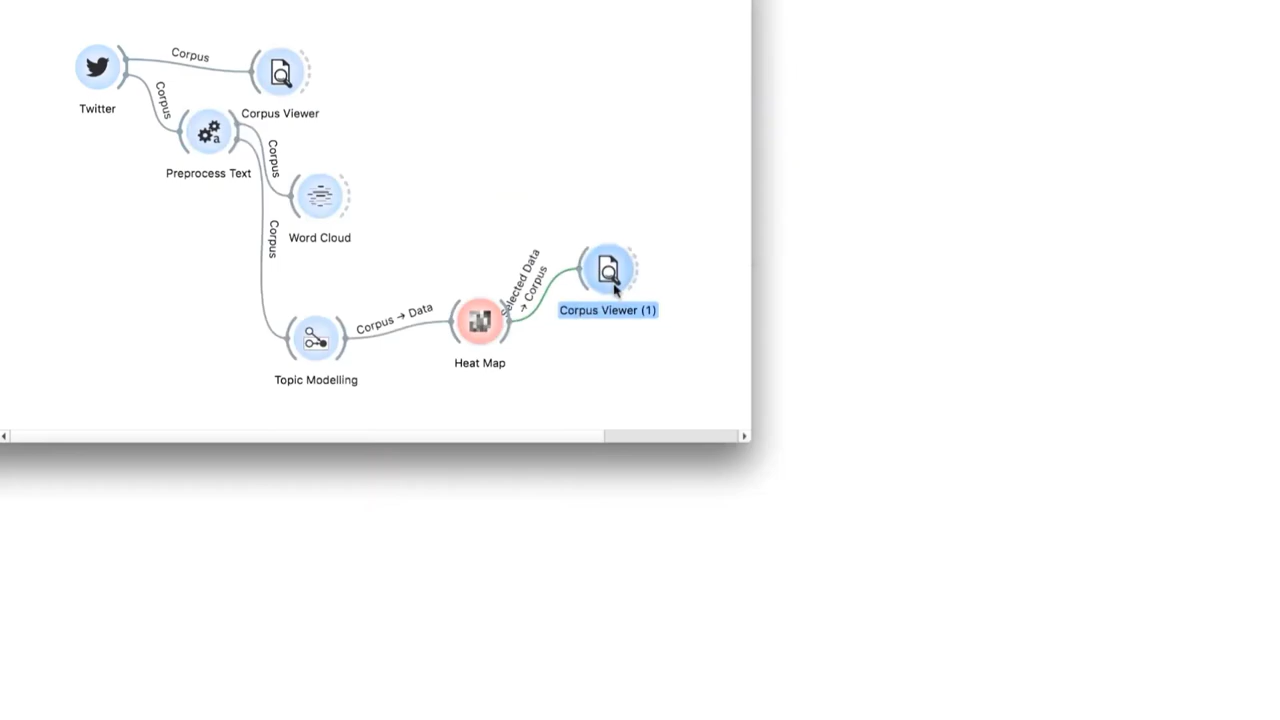 Corpus
Twitter
Corpus Viewer
Corpus
a
Preprocess Text
Corpus
Word Cloud
Corpus
Selected Data
→ Corpus
Corpus Viewer (1)
Corpus → Data
Heat Map
Topic Modelling